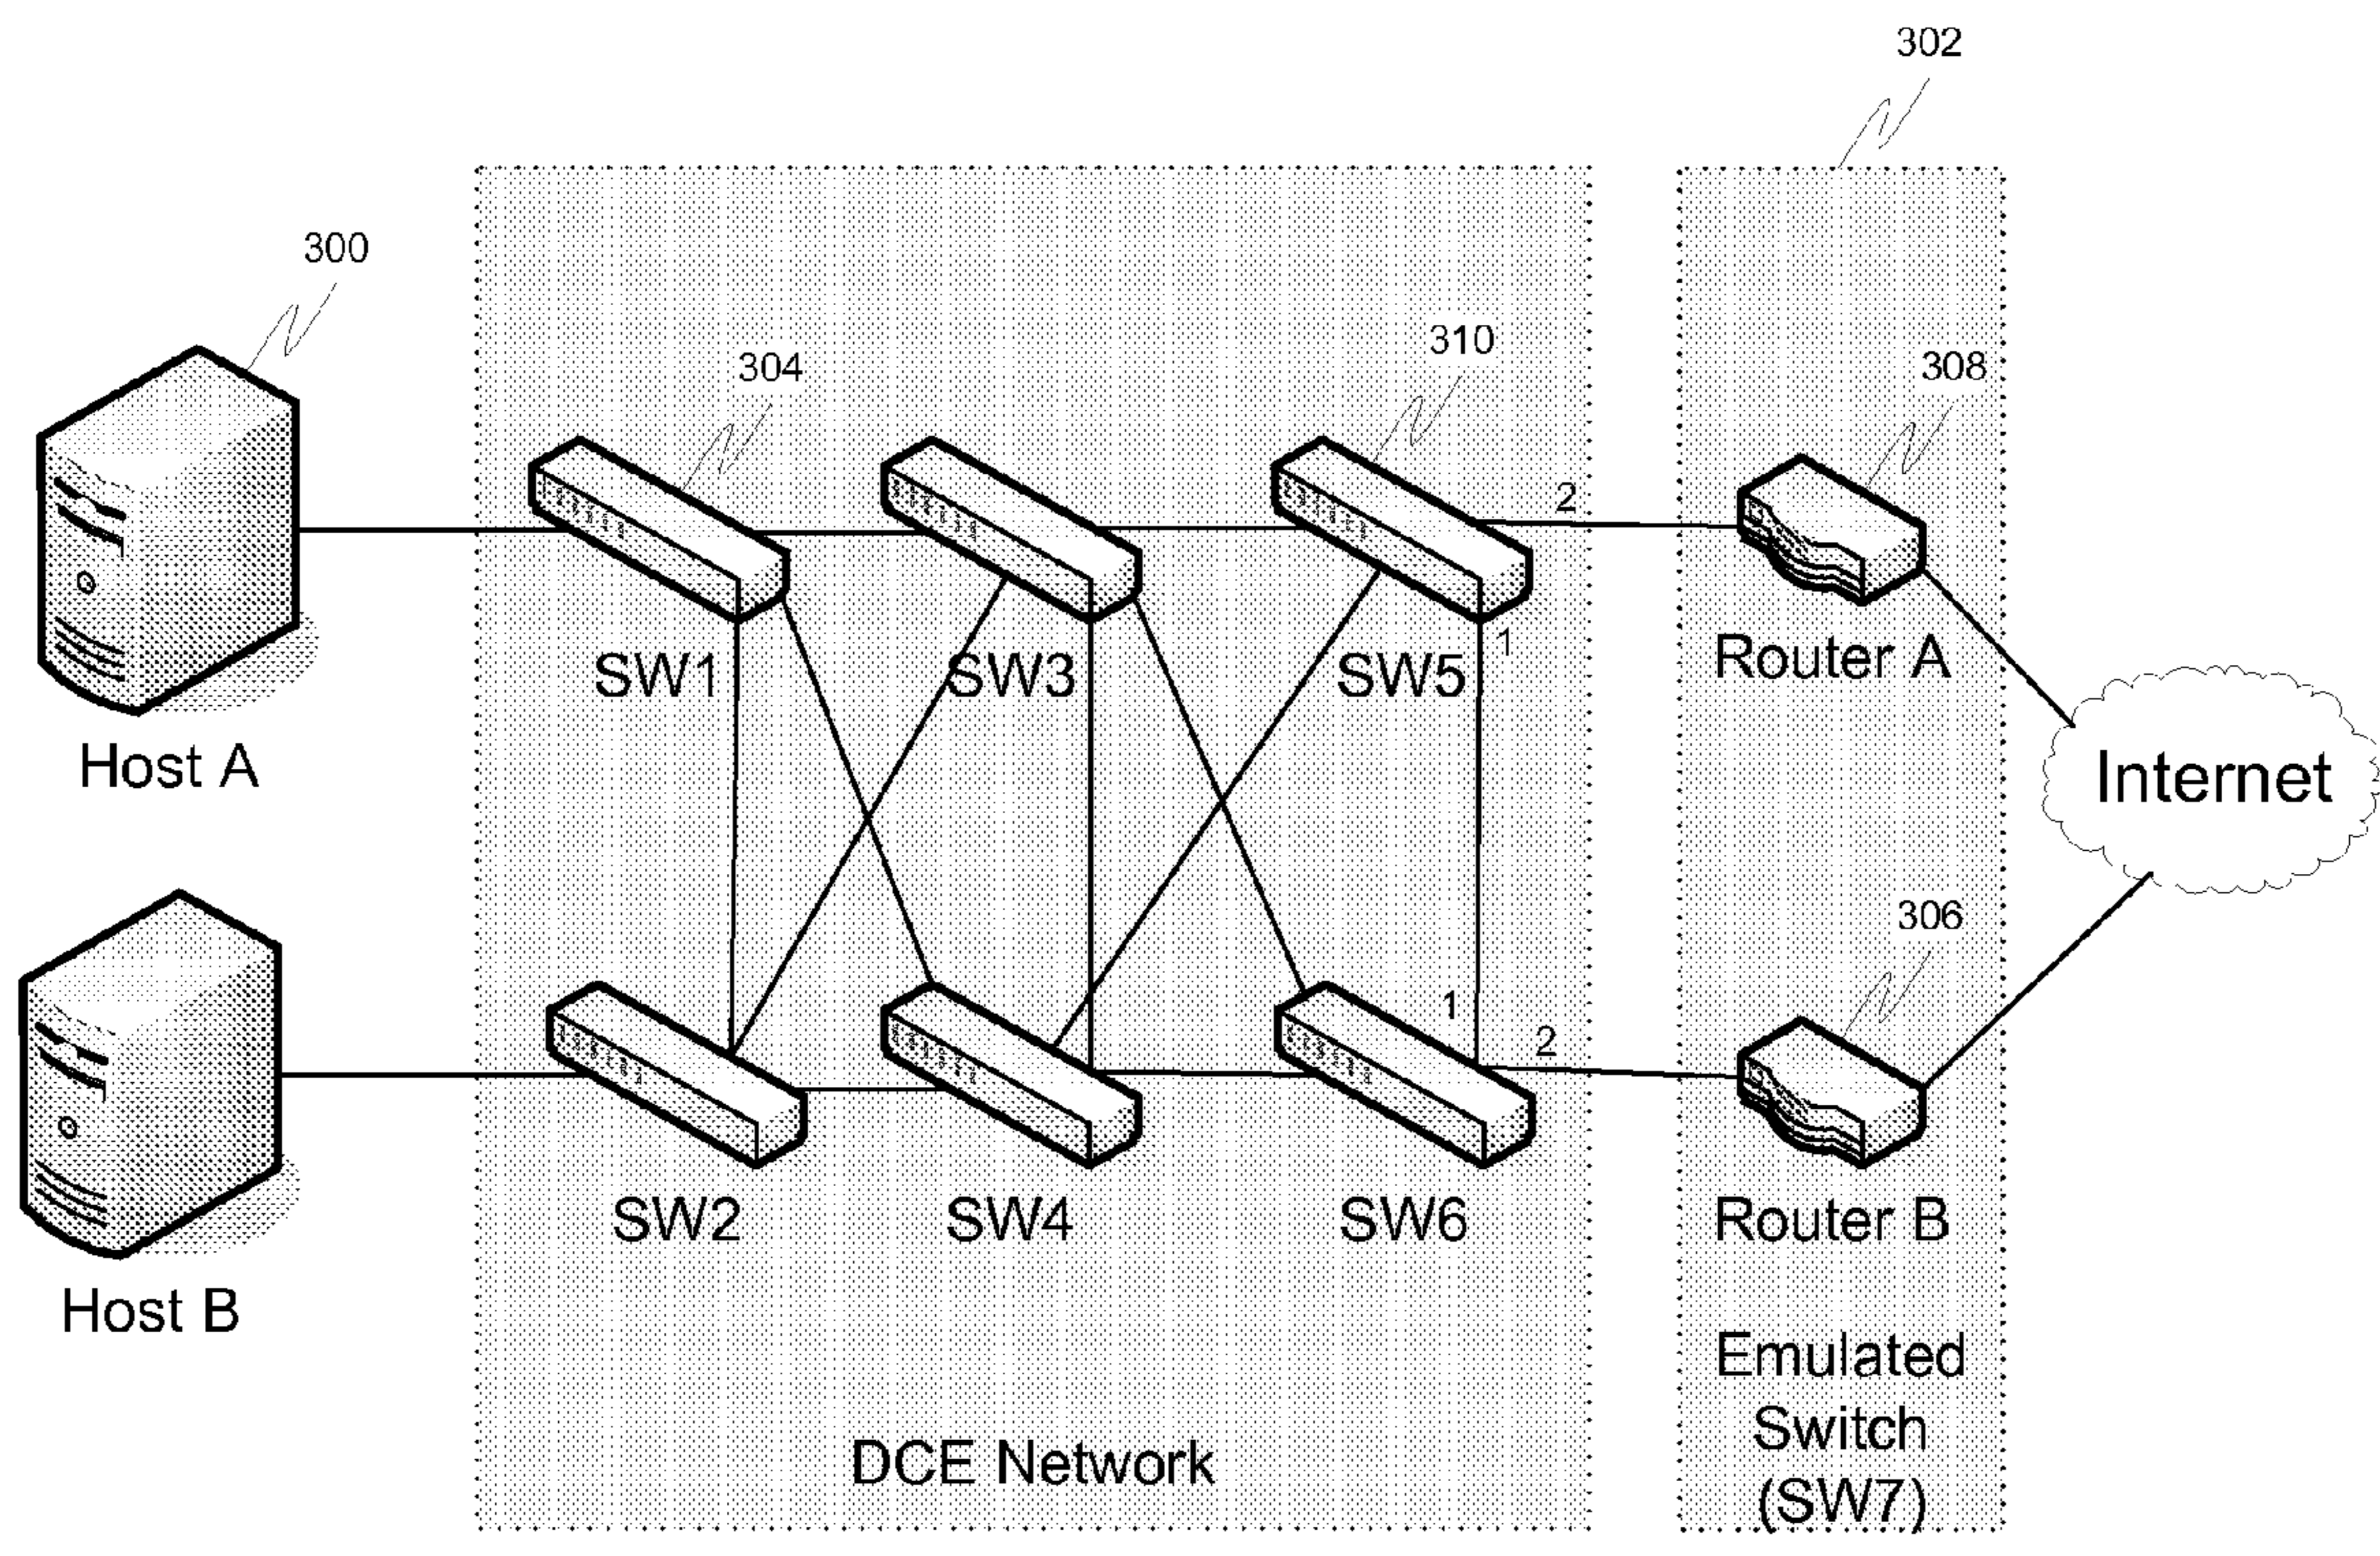 302
300
304
310
308
2
SW1
SW3
SW5
1
Router A
Host A
Internet
306
1
2
SW2
SW4
SW6
Router B
Host B
Emulated
Switch
(SW7)
DCE Network